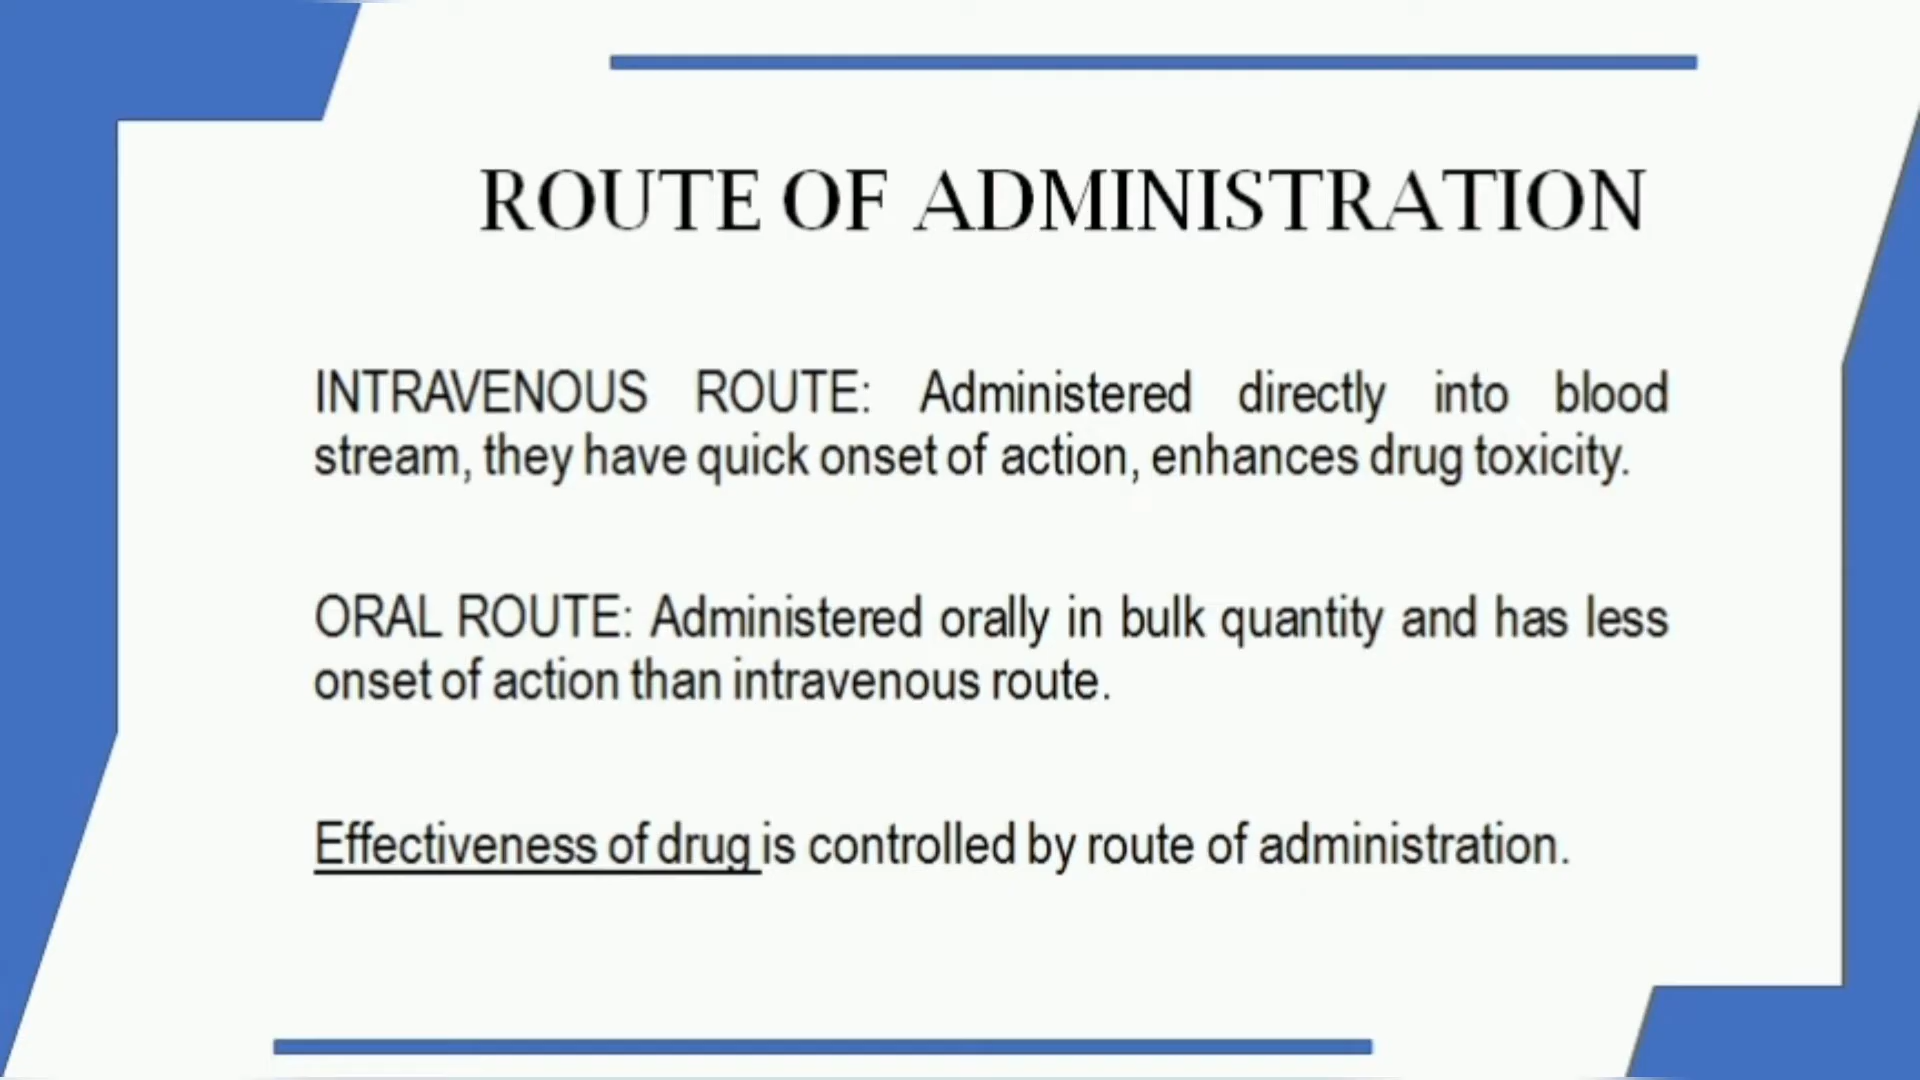 ROUTE OF ADMINISTRATION
INTRAVENOUS ROUTE: Administered directly into blood
stream, they have quick onset of action, enhances drug toxicity.
ORAL ROUTE: Administered orally in bulk quantity and has less
onset of action than intravenous route.
Effectiveness of drug is controlled by route of administration.